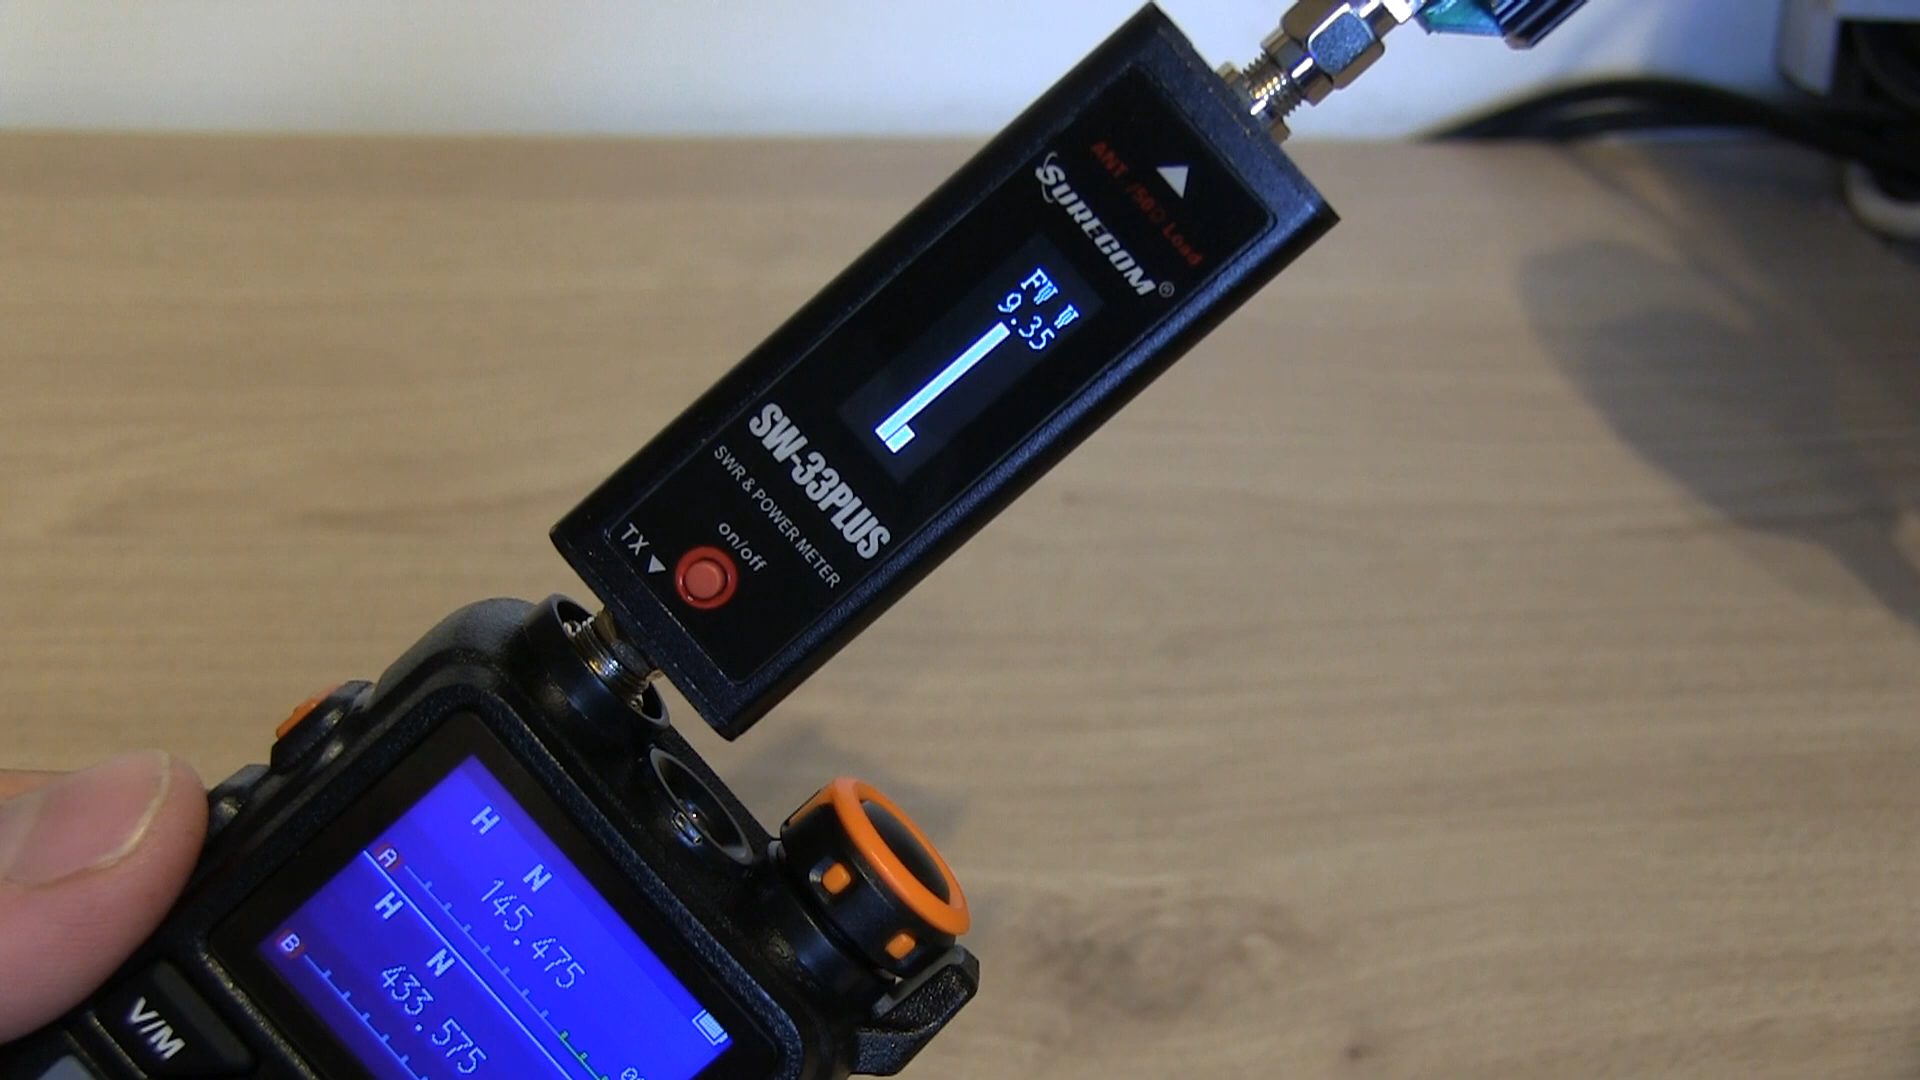 ANT. /50Ω Load
SURECOM®
FW W
9.35
SW-33PLUS
SWR & POWER METER
on/off
TX
H N
A 145.475
H N
B 433.575
V/M